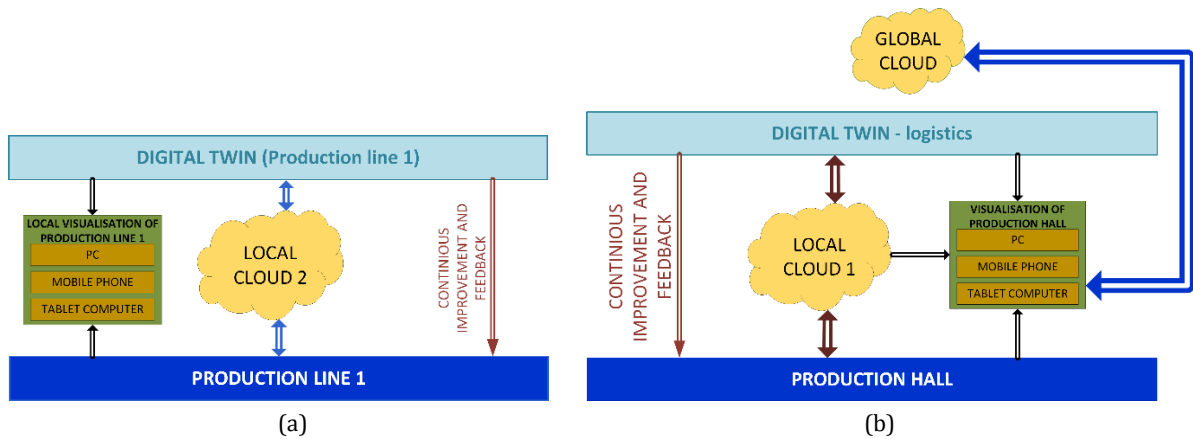 DIGITAL TWIN (Production line 1)
LOCAL VISUALISATION OF
PRODUCTION LINE 1
PC
MOBILE PHONE
TABLET COMPUTER
LOCAL
CLOUD 2
CONTINIOUS
IMPROVEMENT AND
FEEDBACK
PRODUCTION LINE 1
(a)
GLOBAL
CLOUD
DIGITAL TWIN - logistics
CONTINIOUS
IMPROVEMENT AND
FEEDBACK
LOCAL
CLOUD 1
VISUALISATION OF
PRODUCTION HALL
PC
MOBILE PHONE
TABLET COMPUTER
PRODUCTION HALL
(b)